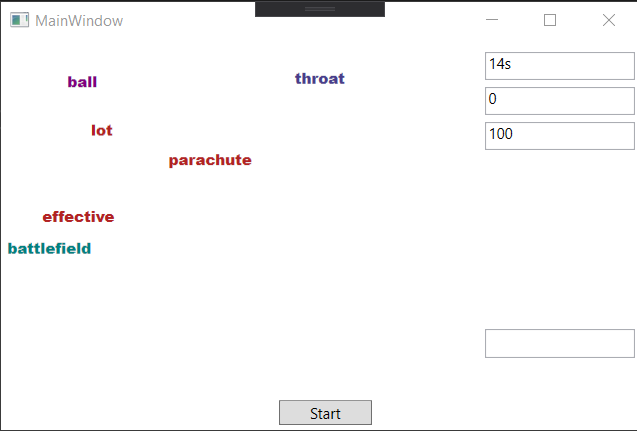 MainWindow
14s
throat
ball
0
lot
100
parachute
effective
battlefield
Start